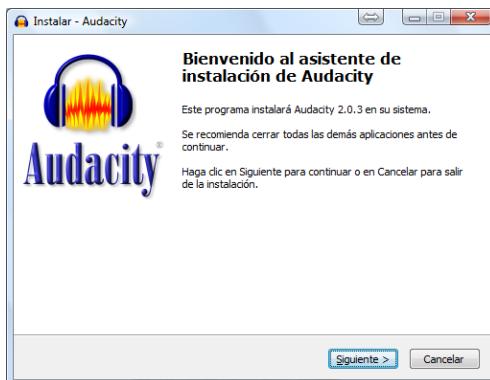 Instalar - Audacity
Bienvenido al asistente de
instalación de Audacity
Este programa instalará Audacity 2.0.3 en su sistema.
Se recomienda cerrar todas las demás aplicaciones antes de
continuar.
Haga clic en Siguiente para continuar o en Cancelar para salir
de la instalación.
Audacity®
Siguiente >
Cancelar